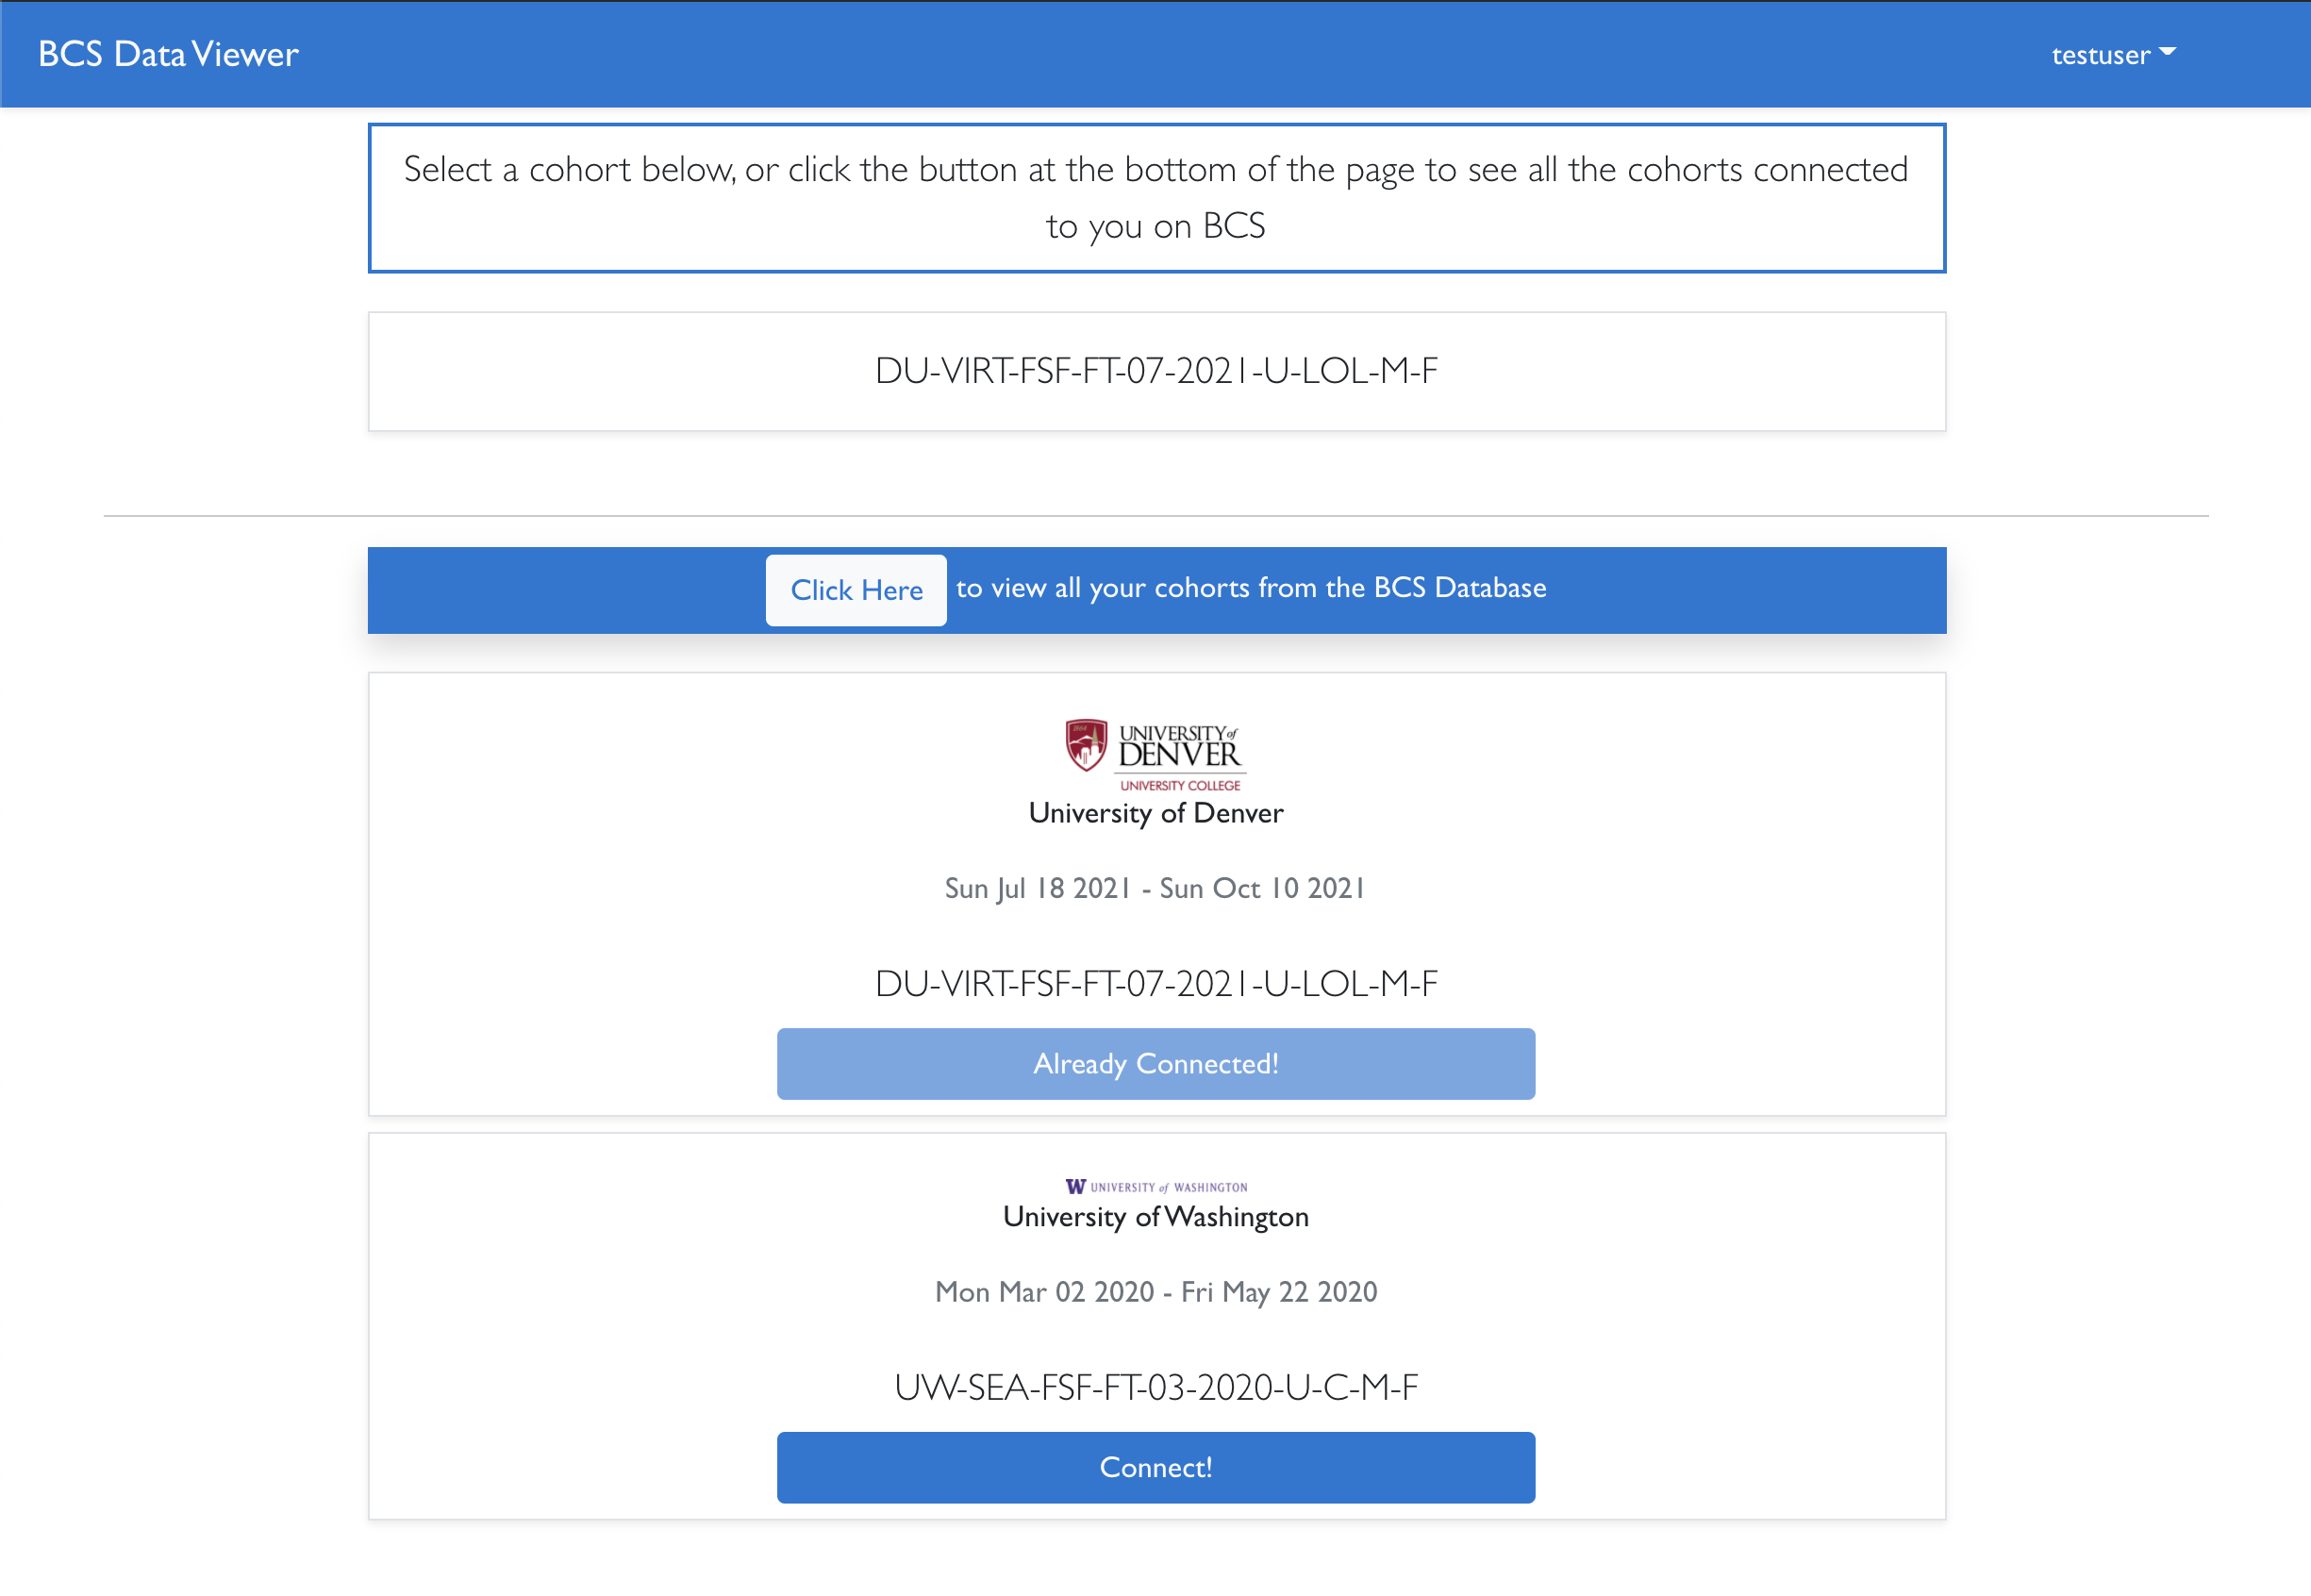 BCS Data Viewer
testuser
Select a cohort below, or click the button at the bottom of the page to see all the cohorts connected
to you on BCS
DU-VIRT-FSF-FT-07-2021-U-LOL-M-F
Click Here to view all your cohorts from the BCS Database
UNIVERSITY of
DENVER
UNIVERSITY COLLEGE
University of Denver
Sun Jul 18 2021 - Sun Oct 10 2021
DU-VIRT-FSF-FT-07-2021-U-LOL-M-F
Already Connected!
W UNIVERSITY of WASHINGTON
University of Washington
Mon Mar 02 2020 - Fri May 22 2020
UW-SEA-FSF-FT-03-2020-U-C-M-F
Connect!